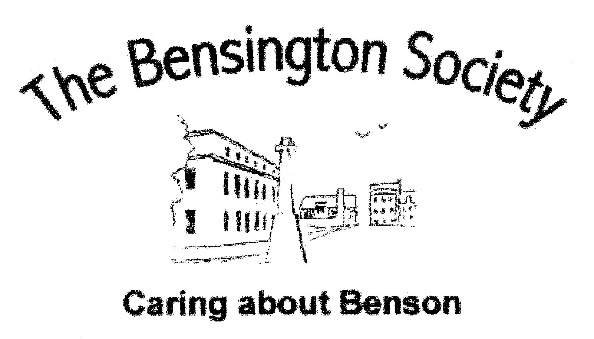 The Bensington Society
Caring about Benson